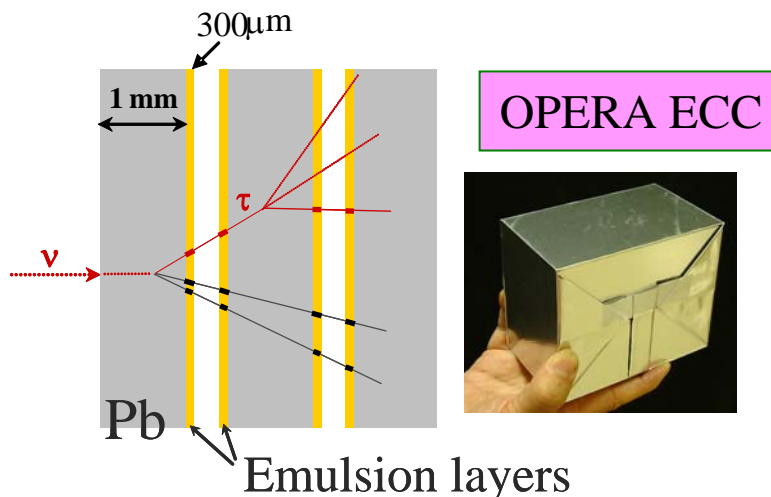 300μm
1 mm
OPERA ECC
τ
ν
Pb
Emulsion layers